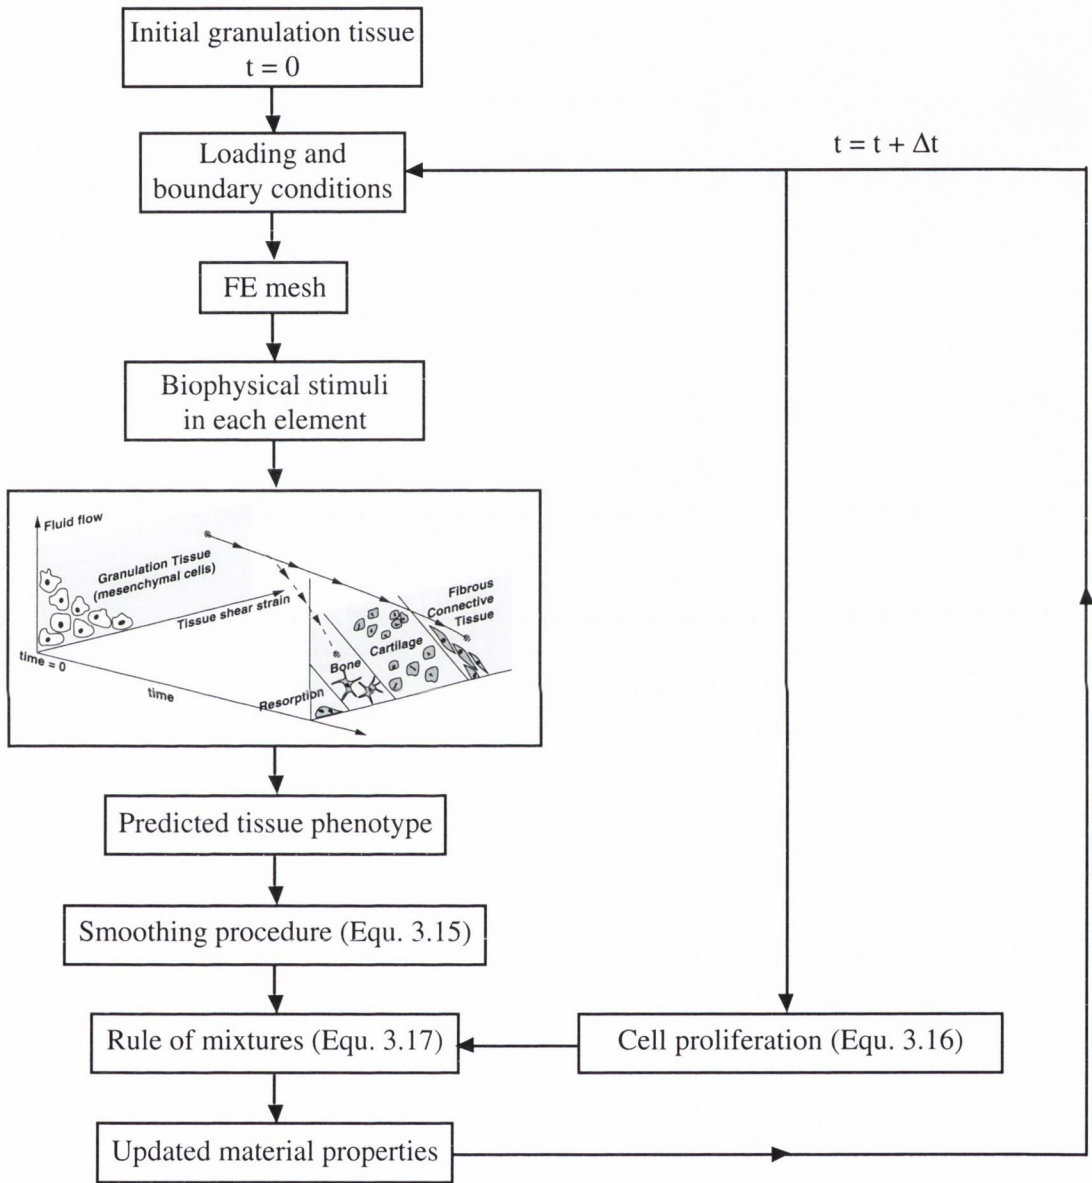 Initial granulation tissue
t = 0
Loading and
boundary conditions
t = t + Δt
FE mesh
Biophysical stimuli
in each element
Fluid flow
Granulation Tissue
(mesenchymal cells)
Tissue shear strain
time = 0
time
Resorption
Bone
Cartilage
Fibrous
Connective
Tissue
Predicted tissue phenotype
Smoothing procedure (Equ. 3.15)
Rule of mixtures (Equ. 3.17)
Cell proliferation (Equ. 3.16)
Updated material properties